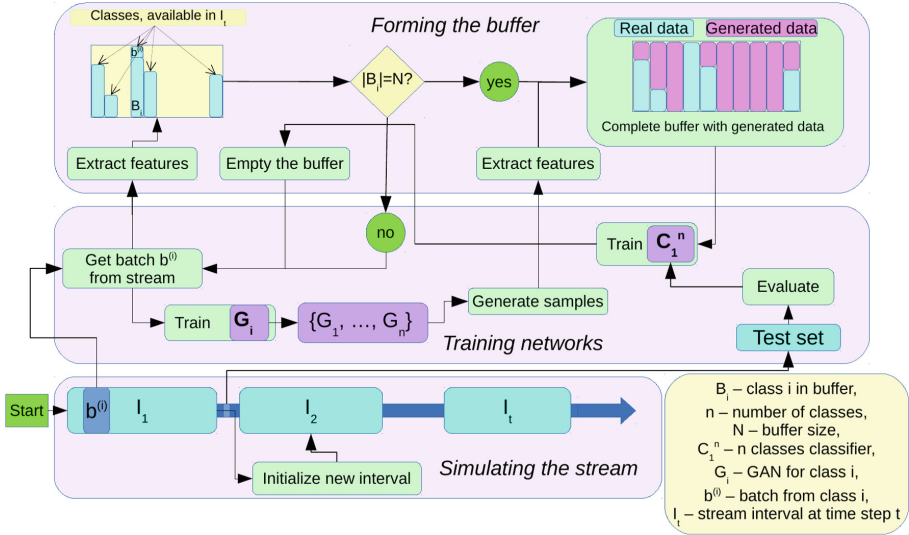 Classes, available in I_t
Forming the buffer
b^(i)
B_i
|B_i|=N?
yes
Real data
Generated data
Complete buffer with generated data
Extract features
Empty the buffer
Extract features
no
Train C_1^n
Get batch b^(i)
from stream
Evaluate
Train G_i
{G_1, ..., G_n}
Generate samples
Training networks
Test set
Start
b^(i)
I_1
I_2
I_t
Initialize new interval
Simulating the stream
B_i – class i in buffer,
n – number of classes,
N – buffer size,
C_1^n – n classes classifier,
G_i – GAN for class i,
b^(i) – batch from class i,
I_t – stream interval at time step t